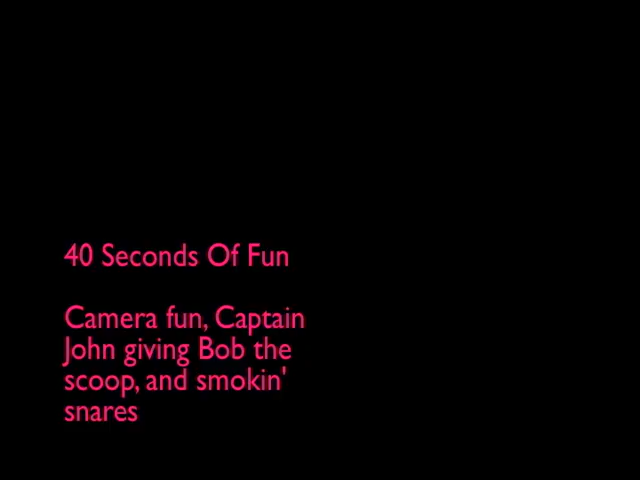 40 Seconds Of Fun
Camera fun, Captain
John giving Bob the
scoop, and smokin'
snares